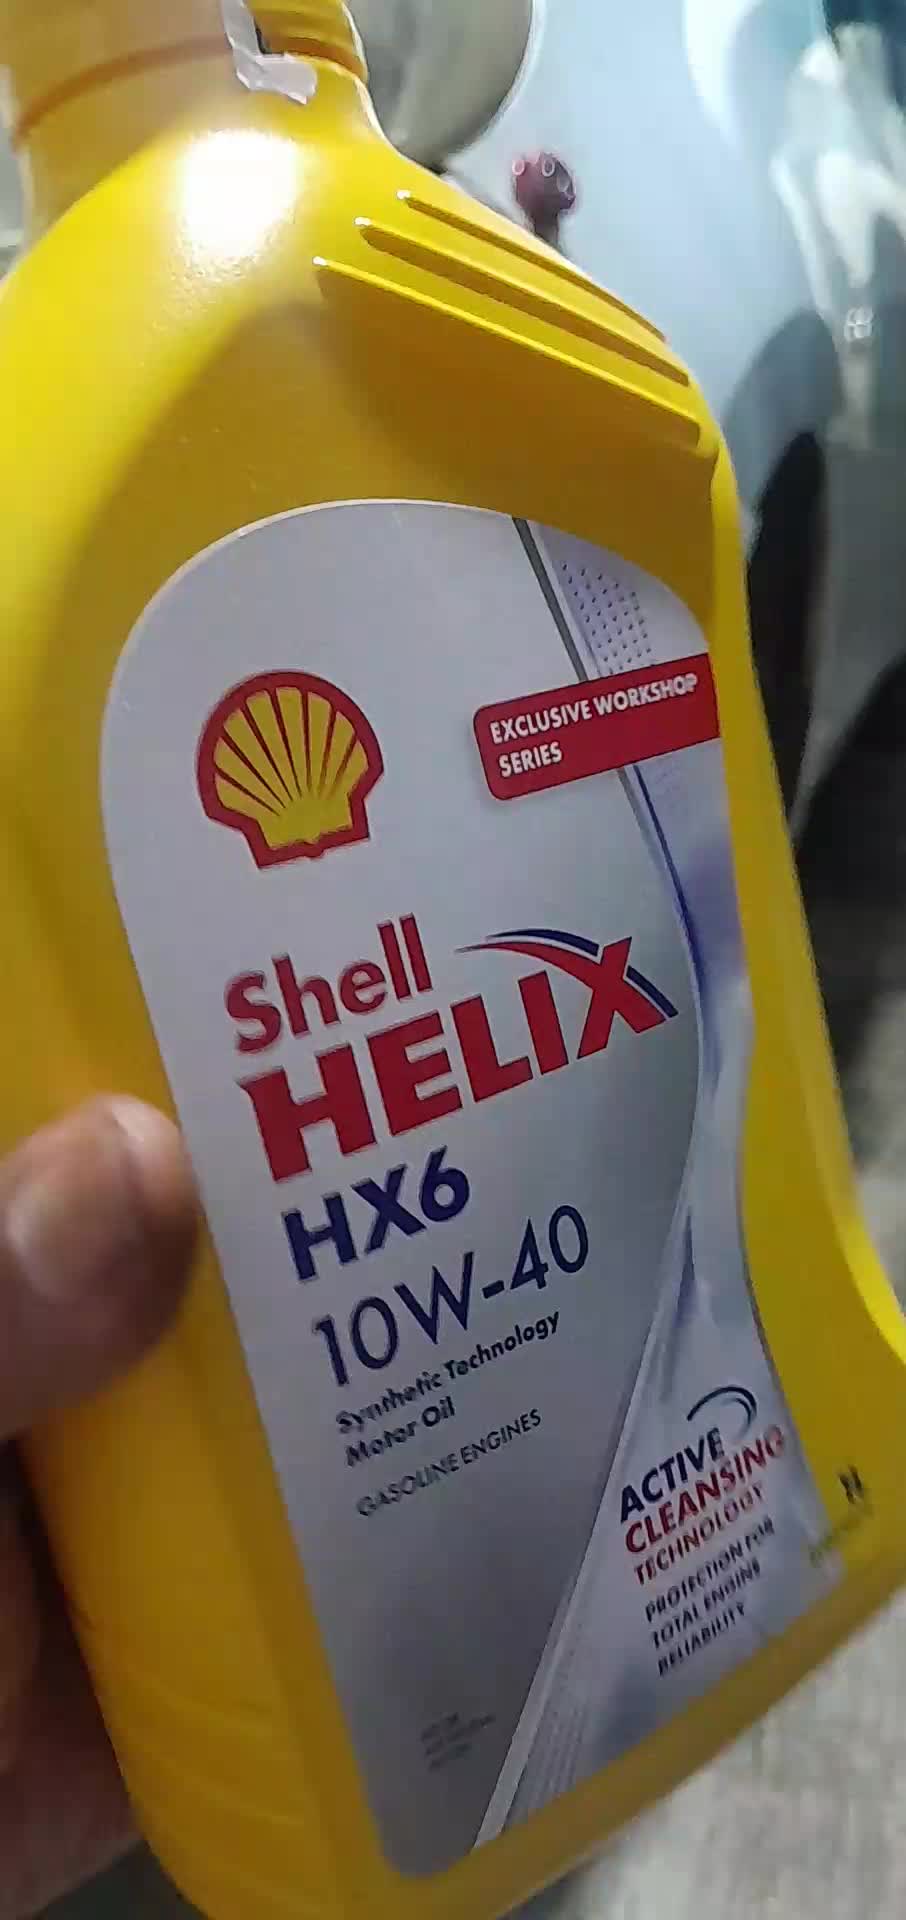 EXCLUSIVE WORKSHOP
SERIES
Shell
HELIX
HX6
10W-40
Synthetic Technology
Motor Oil
GASOLINE ENGINES
ACTIVE
CLEANSING
TECHNOLOGY
PROTECTION FOR
TOTAL ENGINE
RELIABILITY